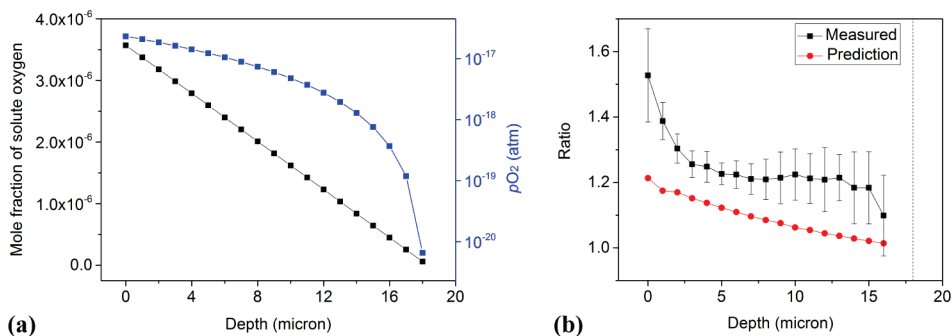 4.0x10-6
3.0x10-6
2.0x10-6
1.0x10-6
0.0
Mole fraction of solute oxygen
10-17
10-18
10-19
10-20
pO2 (atm)
0 4 8 12 16 20
Depth (micron)
(a)
1.6
1.4
1.2
1.0
Ratio
Measured
Prediction
0 5 10 15 20
Depth (micron)
(b)